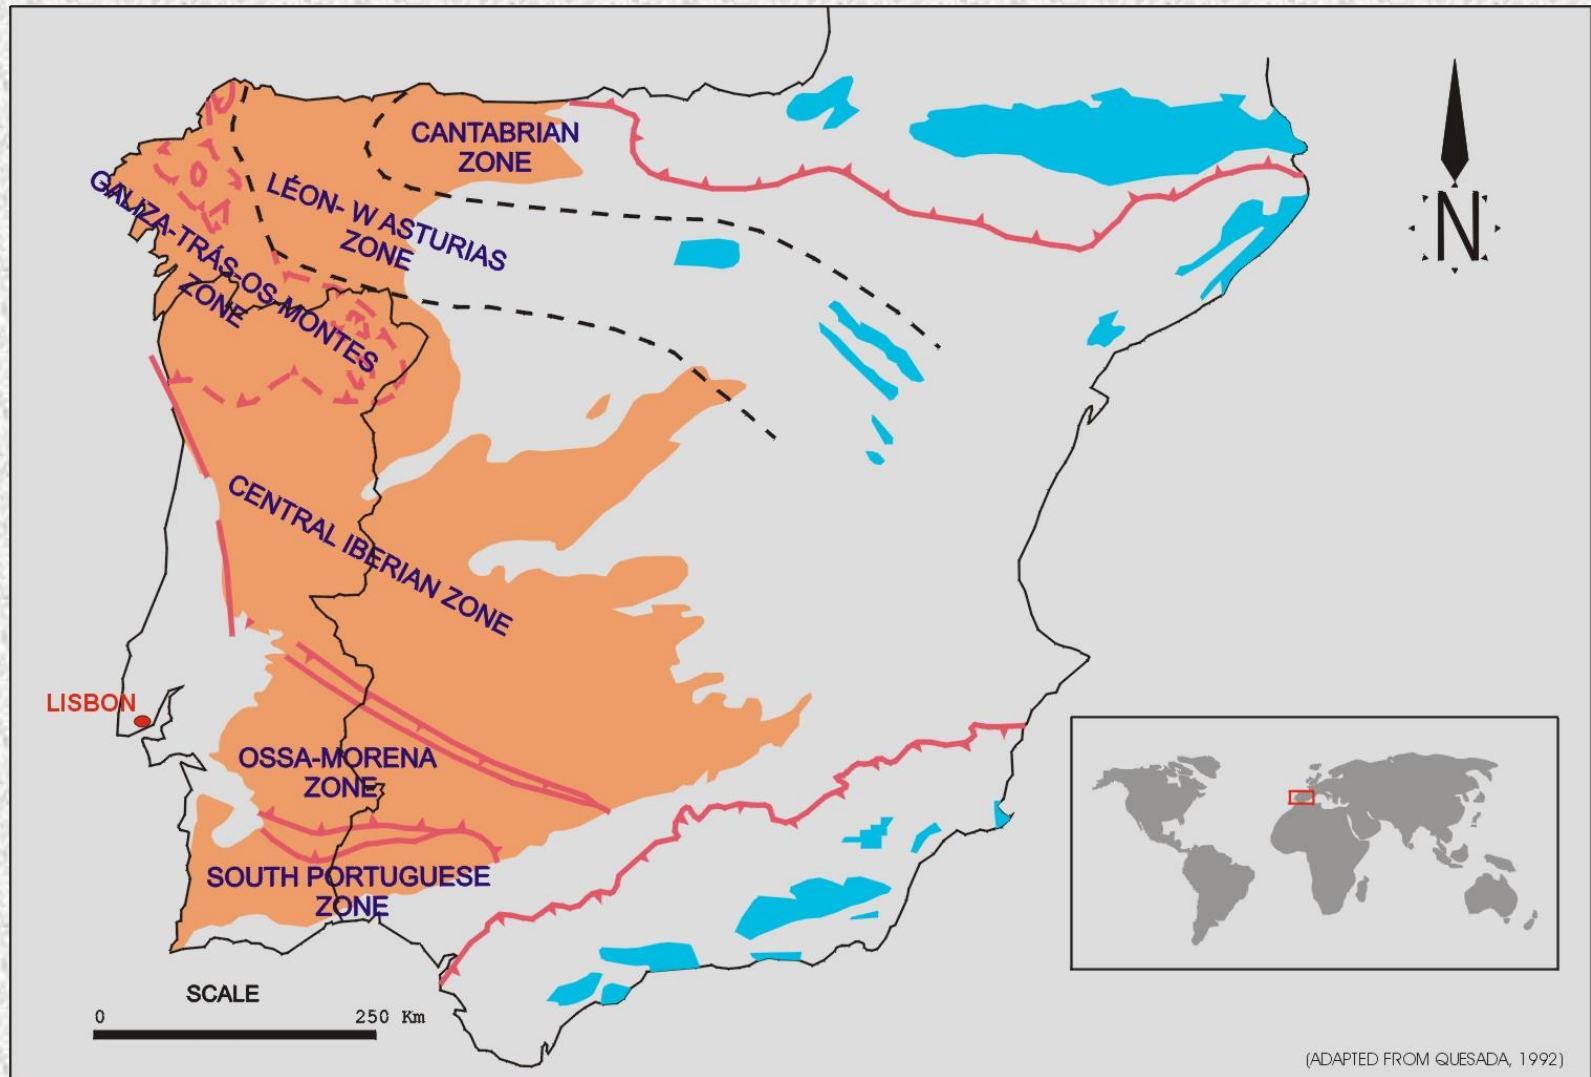 CANTABRIAN
ZONE
LÉON- W ASTURIAS
ZONE
GALIZA-TRÁS-OS-MONTES
ZONE
N
CENTRAL IBERIAN ZONE
LISBON
OSSA-MORENA
ZONE
SOUTH PORTUGUESE
ZONE
SCALE
0 250 Km
(ADAPTED FROM QUESADA, 1992)